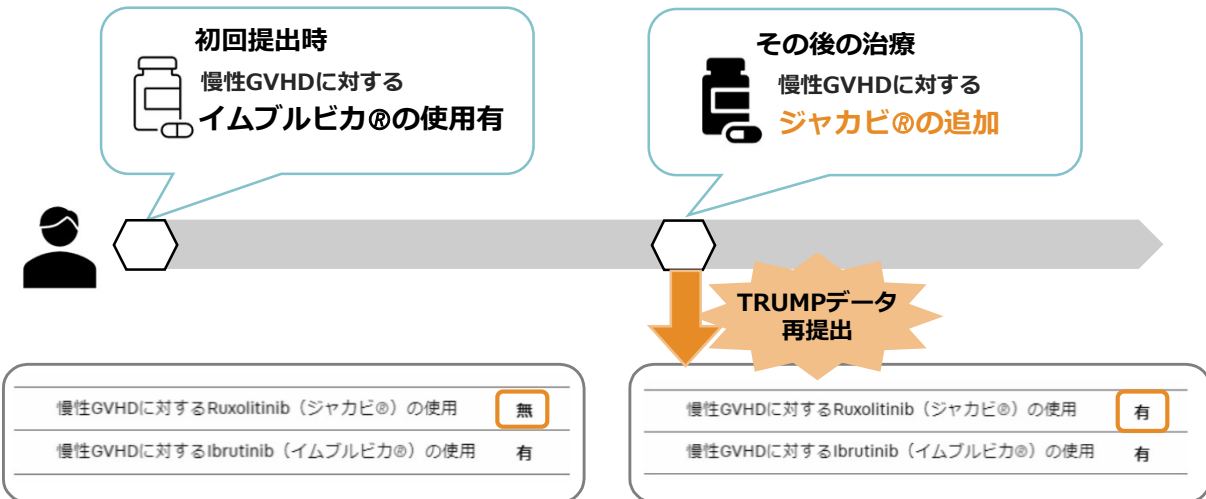 初回提出時
慢性GVHDに対する
イムブルビカ®の使用有
その後の治療
慢性GVHDに対する
ジャカビ®の追加
TRUMPデータ
再提出
慢性GVHDに対するRuxolitinib（ジャカビ®）の使用 無
慢性GVHDに対するIbrutinib（イムブルビカ®）の使用 有
慢性GVHDに対するRuxolitinib（ジャカビ®）の使用 有
慢性GVHDに対するIbrutinib（イムブルビカ®）の使用 有